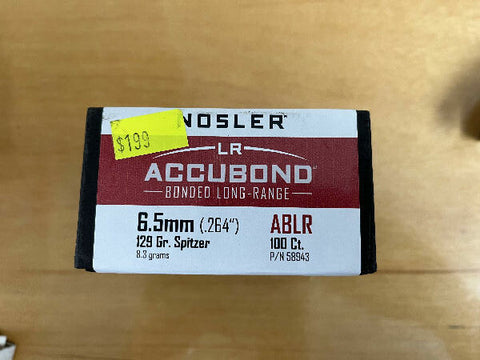 NOSLER
$199
LR
ACCUBOND
BONDED LONG-RANGE
6.5mm (.264") ABLR
129 Gr. Spitzer 100 Ct.
8.3 grams P/N 58943